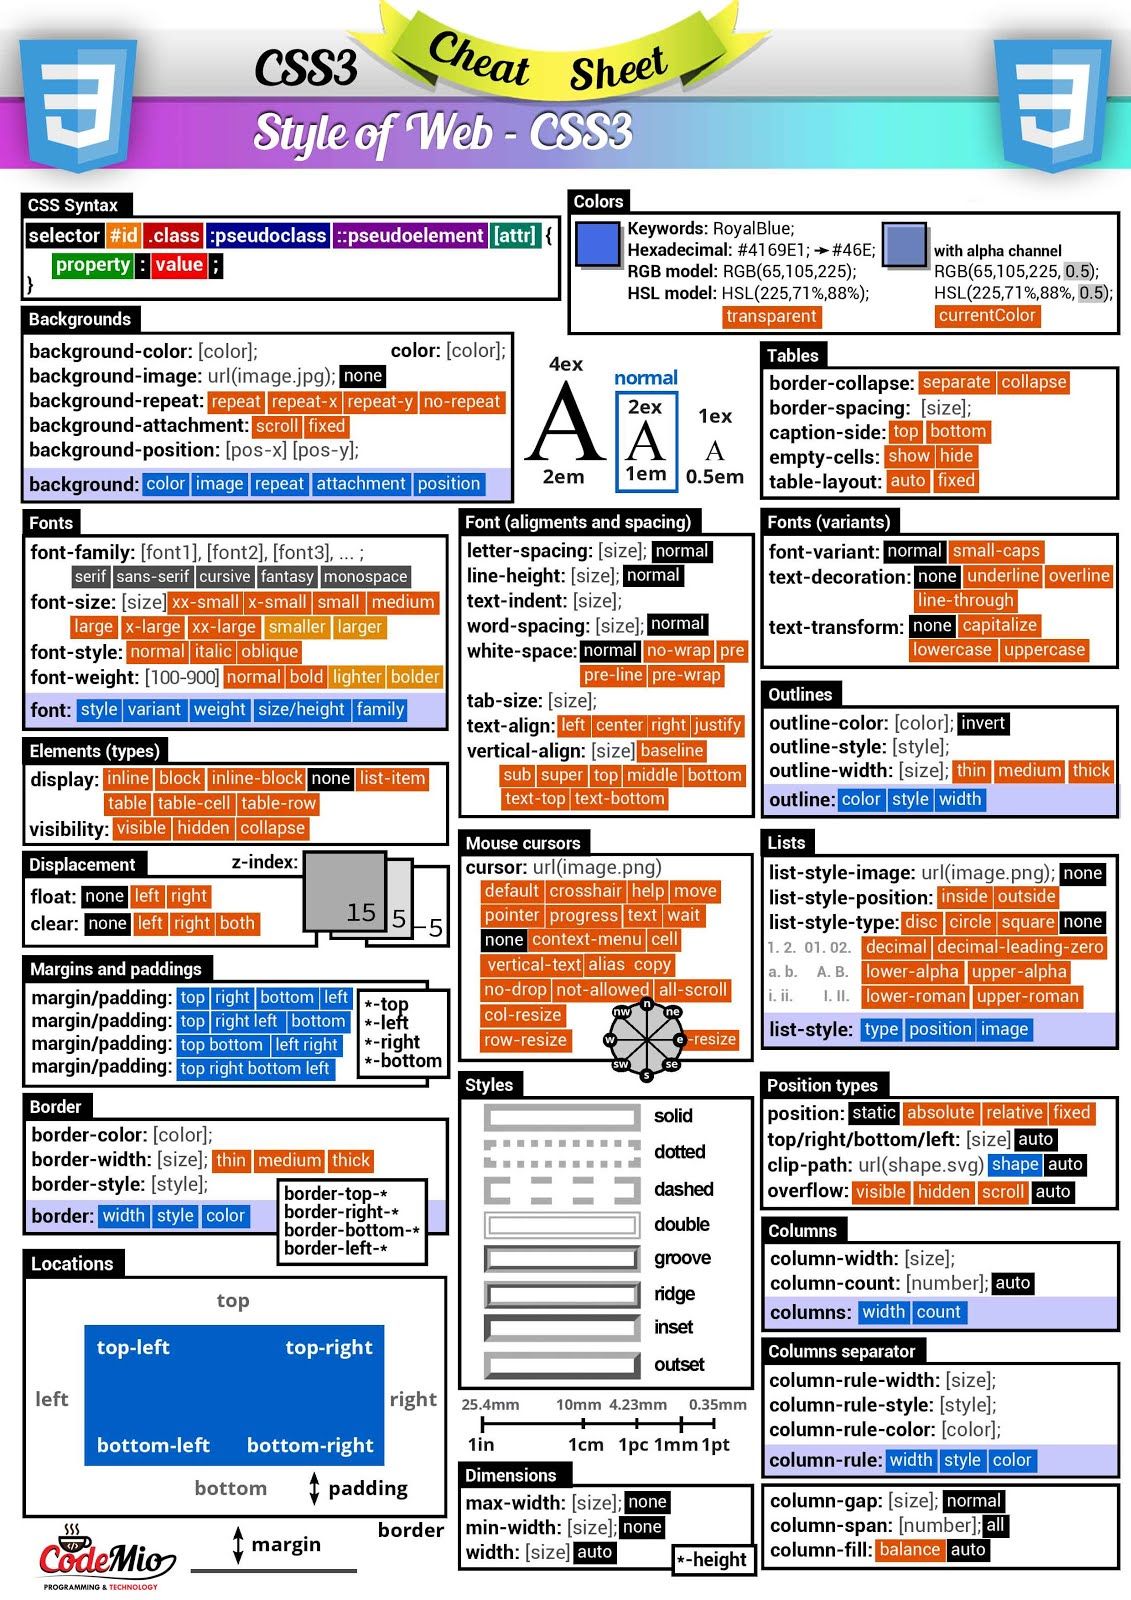 CSS3
Cheat Sheet
Style of Web - CSS3
CSS Syntax
selector #id .class :pseudoclass ::pseudoelement [attr] {
property : value ;
}
Colors
Keywords: RoyalBlue;
Hexadecimal: #4169E1; → #46E;
RGB model: RGB(65,105,225);
HSL model: HSL(225,71%,88%);
transparent
with alpha channel
RGB(65,105,225, 0.5);
HSL(225,71%,88%, 0.5);
currentColor
Backgrounds
background-color: [color]; color: [color];
background-image: url(image.jpg); none
background-repeat: repeat repeat-x repeat-y no-repeat
background-attachment: scroll fixed
background-position: [pos-x] [pos-y];
background: color image repeat attachment position
4ex
A
2em
normal
2ex
A
1em
1ex
A
0.5em
Tables
border-collapse: separate collapse
border-spacing: [size];
caption-side: top bottom
empty-cells: show hide
table-layout: auto fixed
Fonts
font-family: [font1], [font2], [font3], ... ;
serif sans-serif cursive fantasy monospace
font-size: [size] xx-small x-small small medium
large x-large xx-large smaller larger
font-style: normal italic oblique
font-weight: [100-900] normal bold lighter bolder
font: style variant weight size/height family
Font (aligments and spacing)
letter-spacing: [size]; normal
line-height: [size]; normal
text-indent: [size];
word-spacing: [size]; normal
white-space: normal no-wrap pre
pre-line pre-wrap
tab-size: [size];
text-align: left center right justify
vertical-align: [size] baseline
sub super top middle bottom
text-top text-bottom
Fonts (variants)
font-variant: normal small-caps
text-decoration: none underline overline
line-through
text-transform: none capitalize
lowercase uppercase
Outlines
outline-color: [color]; invert
outline-style: [style];
outline-width: [size]; thin medium thick
outline: color style width
Elements (types)
display: inline block inline-block none list-item
table table-cell table-row
visibility: visible hidden collapse
Displacement
z-index:
float: none left right
clear: none left right both
15 5 -5
Mouse cursors
cursor: url(image.png)
default crosshair help move
pointer progress text wait
none context-menu cell
vertical-text alias copy
no-drop not-allowed all-scroll
col-resize
row-resize
n
nw ne
w e -resize
sw se
s
Lists
list-style-image: url(image.png); none
list-style-position: inside outside
list-style-type: disc circle square none
1. 2. 01. 02. decimal decimal-leading-zero
a. b. A. B. lower-alpha upper-alpha
i. ii. I. II. lower-roman upper-roman
list-style: type position image
Margins and paddings
margin/padding: top right bottom left
margin/padding: top right left bottom
margin/padding: top bottom left right
margin/padding: top right bottom left
*-top
*-left
*-right
*-bottom
Border
border-color: [color];
border-width: [size]; thin medium thick
border-style: [style];
border: width style color
border-top-*
border-right-*
border-bottom-*
border-left-*
Styles
solid
dotted
dashed
double
groove
ridge
inset
outset
Position types
position: static absolute relative fixed
top/right/bottom/left: [size] auto
clip-path: url(shape.svg) shape auto
overflow: visible hidden scroll auto
Columns
column-width: [size];
column-count: [number]; auto
columns: width count
Locations
top
top-left top-right
left right
bottom-left bottom-right
bottom padding
border
margin
25.4mm 10mm 4.23mm 0.35mm
1in 1cm 1pc 1mm 1pt
Columns separator
column-rule-width: [size];
column-rule-style: [style];
column-rule-color: [color];
column-rule: width style color
Dimensions
max-width: [size]; none
min-width: [size]; none
width: [size] auto
*-height
column-gap: [size]; normal
column-span: [number]; all
column-fill: balance auto
CodeMio
PROGRAMMING & TECHNOLOGY